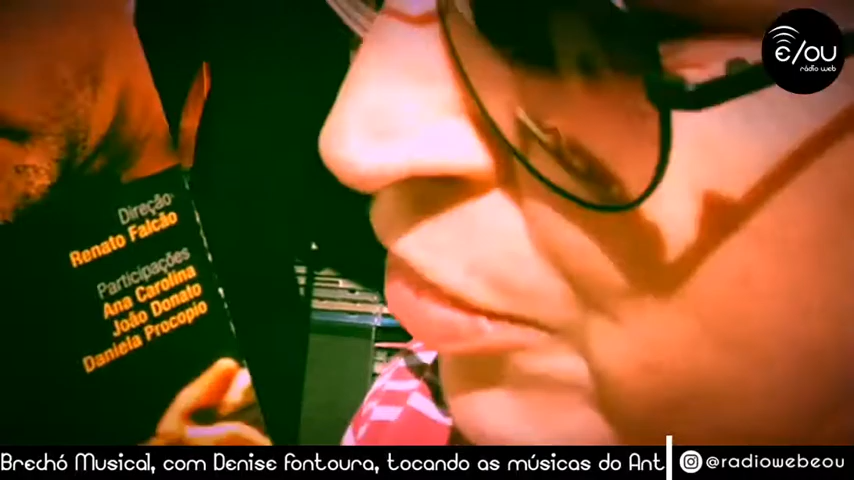 є/ou
rádio web
Direção
Renato Falcão
Participações
Ana Carolina
João Donato
Daniela Procopio
Brechó Musical, com Denise Fontoura, tocando as músicas do Ant
@radiowebeou